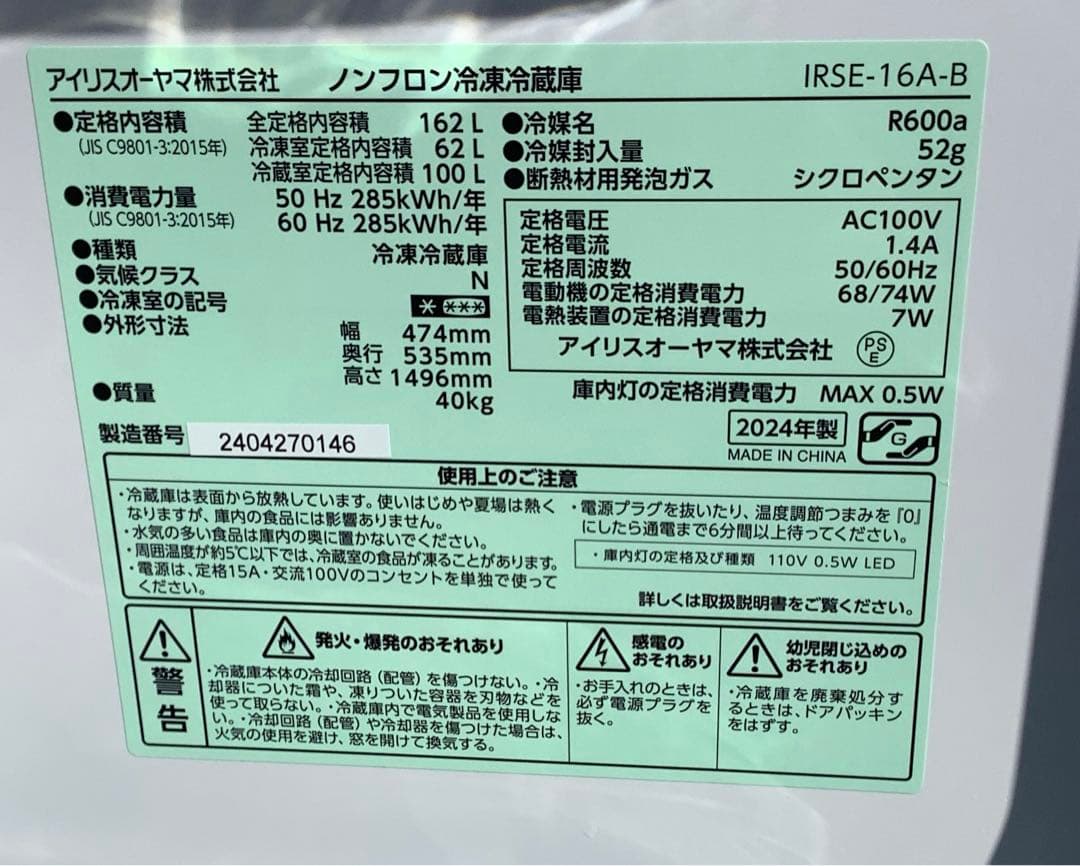 アイリスオーヤマ株式会社 ノンフロン冷凍冷蔵庫 IRSE-16A-B
●定格内容積 全定格内容積 162 L
(JIS C9801-3:2015年) 冷凍室定格内容積 62 L
冷蔵室定格内容積 100 L
●消費電力量 50 Hz 285kWh/年
(JIS C9801-3:2015年) 60 Hz 285kWh/年
●種類 冷凍冷蔵庫
●気候クラス N
●冷凍室の記号
●外形寸法 幅 474mm
奥行 535mm
高さ 1496mm
●質量 40kg
製造番号 2404270146
●冷媒名 R600a
●冷媒封入量 52g
●断熱材用発泡ガス シクロペンタン
定格電圧 AC100V
定格電流 1.4A
定格周波数 50/60Hz
電動機の定格消費電力 68/74W
電熱装置の定格消費電力 7W
アイリスオーヤマ株式会社 PS E
庫内灯の定格消費電力 MAX 0.5W
2024年製
MADE IN CHINA
G
使用上のご注意
・冷蔵庫は表面から放熱しています。使いはじめや夏場は熱く
なりますが、庫内の食品には影響ありません。
・水気の多い食品は庫内の奥に置かないでください。
・周囲温度が約5℃以下では、冷蔵室の食品が凍ることがあります。
・電源は、定格15A・交流100Vのコンセントを単独で使って
ください。
・電源プラグを抜いたり、温度調節つまみを『0』
にしたら通電まで6分間以上待ってください。
・庫内灯の定格及び種類 110V 0.5W LED
詳しくは取扱説明書をご覧ください。
警告
発火・爆発のおそれあり
・冷蔵庫本体の冷却回路（配管）を傷つけない。・冷
却器についた霜や、凍りついた容器を刃物などを
使って取らない。・冷蔵庫内で電気製品を使用しな
い。・冷却回路（配管）や冷却器を傷つけた場合は、
火気の使用を避け、窓を開けて換気する。
感電の
おそれあり
・お手入れのときは、
必ず電源プラグを
抜く。
幼児閉じ込めの
おそれあり
・冷蔵庫を廃棄処分す
るときは、ドアパッキン
をはずす。